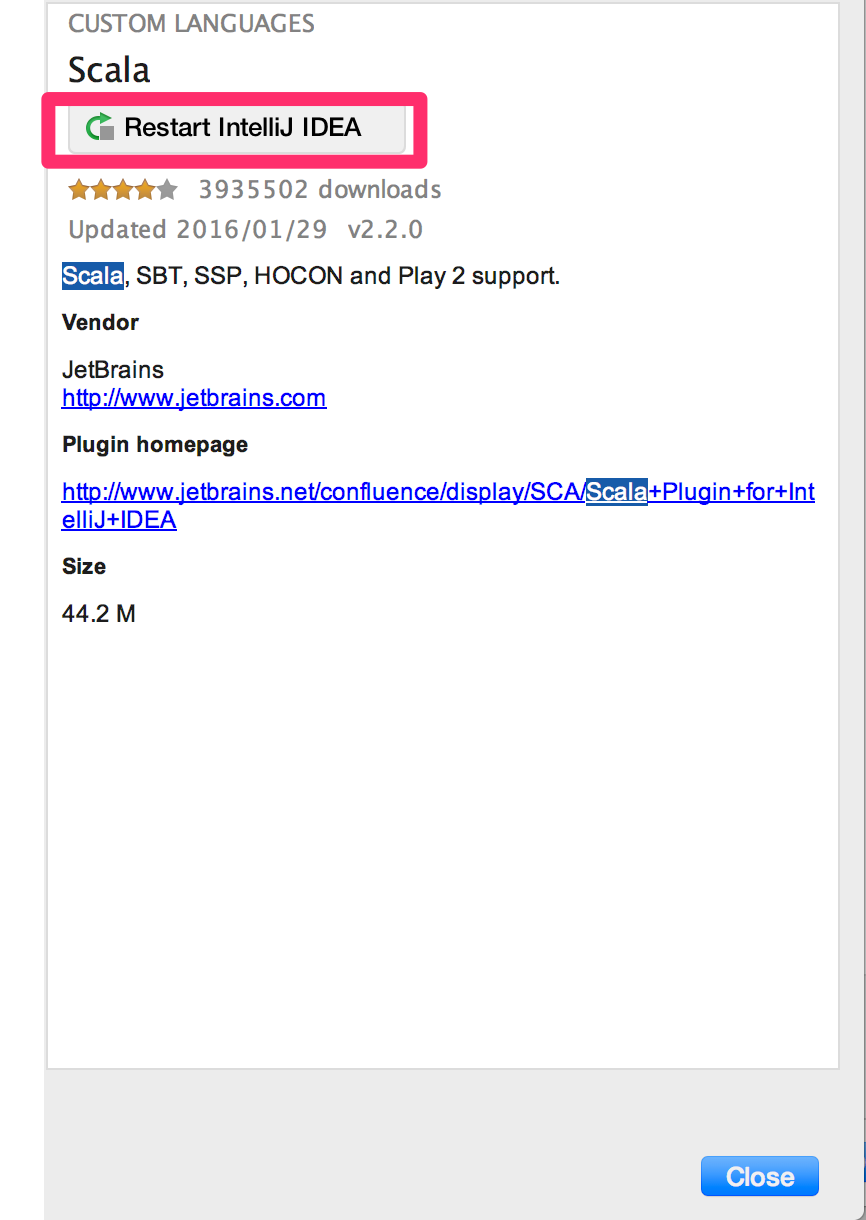 CUSTOM LANGUAGES
Scala
Restart IntelliJ IDEA
3935502 downloads
Updated 2016/01/29 v2.2.0
Scala, SBT, SSP, HOCON and Play 2 support.
Vendor
JetBrains
http://www.jetbrains.com
Plugin homepage
http://www.jetbrains.net/confluence/display/SCA/Scala+Plugin+for+Int
elliJ+IDEA
Size
44.2 M
Close